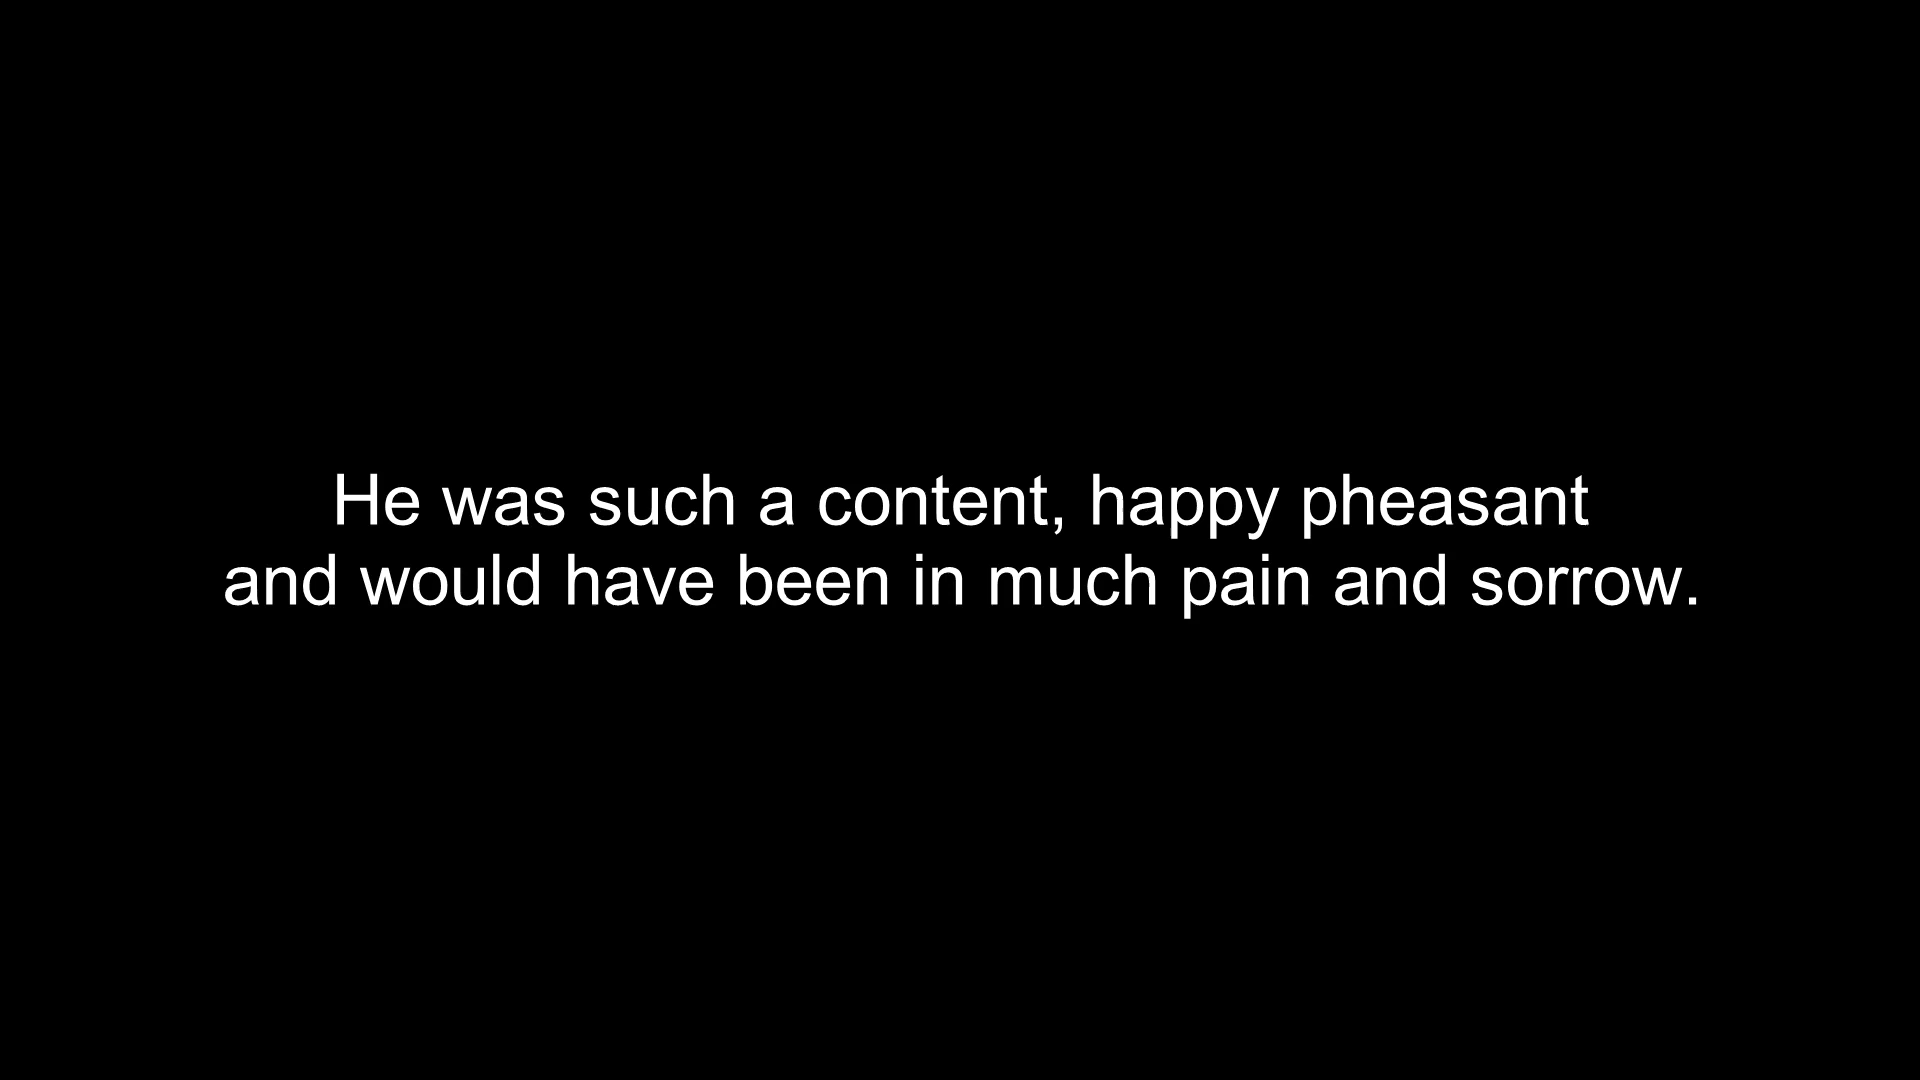 He was such a content, happy pheasant
and would have been in much pain and sorrow.